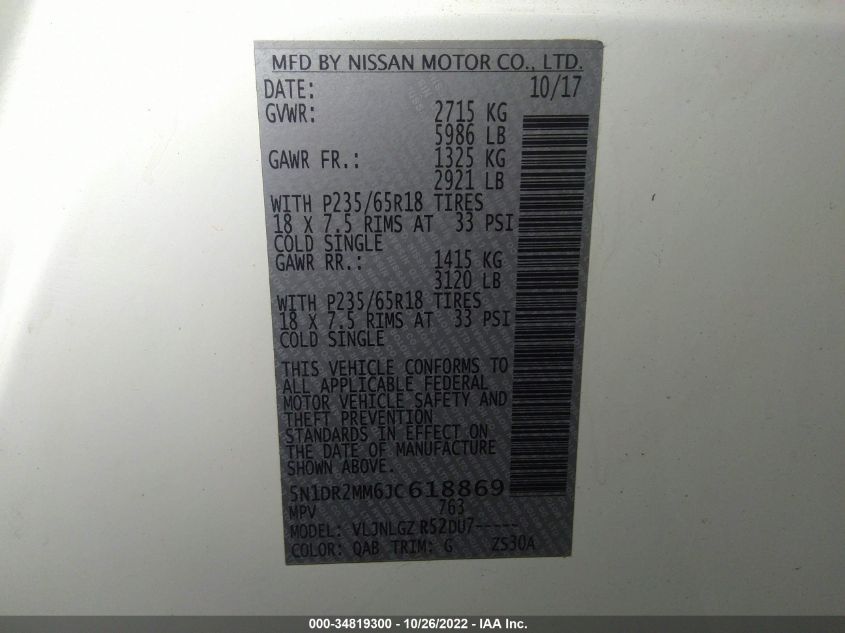 MFD BY NISSAN MOTOR CO., LTD.
DATE: 10/17
GVWR: 2715 KG
5986 LB
GAWR FR.: 1325 KG
2921 LB
WITH P235/65R18 TIRES
18 X 7.5 RIMS AT 33 PSI
COLD SINGLE
GAWR RR.: 1415 KG
3120 LB
WITH P235/65R18 TIRES
18 X 7.5 RIMS AT 33 PSI
COLD SINGLE
THIS VEHICLE CONFORMS TO
ALL APPLICABLE FEDERAL
MOTOR VEHICLE SAFETY AND
THEFT PREVENTION
STANDARDS IN EFFECT ON
THE DATE OF MANUFACTURE
SHOWN ABOVE.
5N1DR2MM6JC618869
MPV 763
MODEL: VLJNLGZ R52DU7-----
COLOR: QAB TRIM: G ZS30A
000-34819300 - 10/26/2022 - IAA Inc.